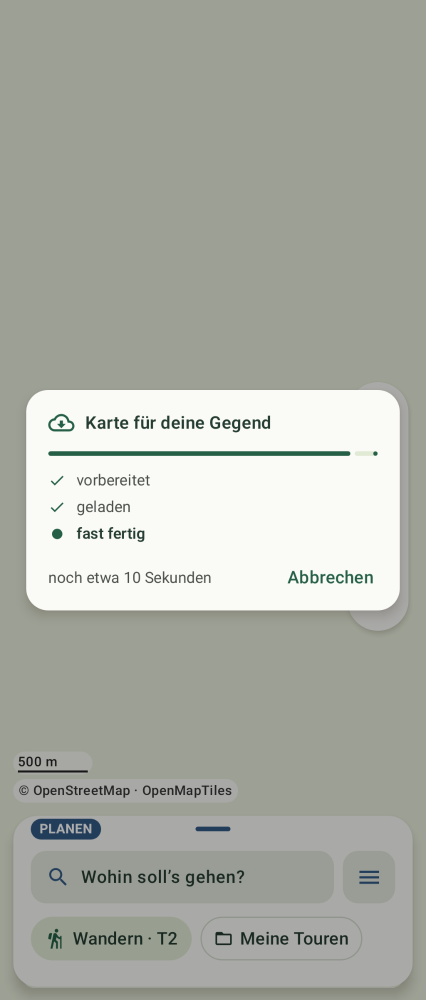 Karte für deine Gegend
vorbereitet
geladen
fast fertig
noch etwa 10 Sekunden Abbrechen
500 m
© OpenStreetMap · OpenMapTiles
PLANEN
Wohin soll’s gehen?
Wandern · T2 Meine Touren